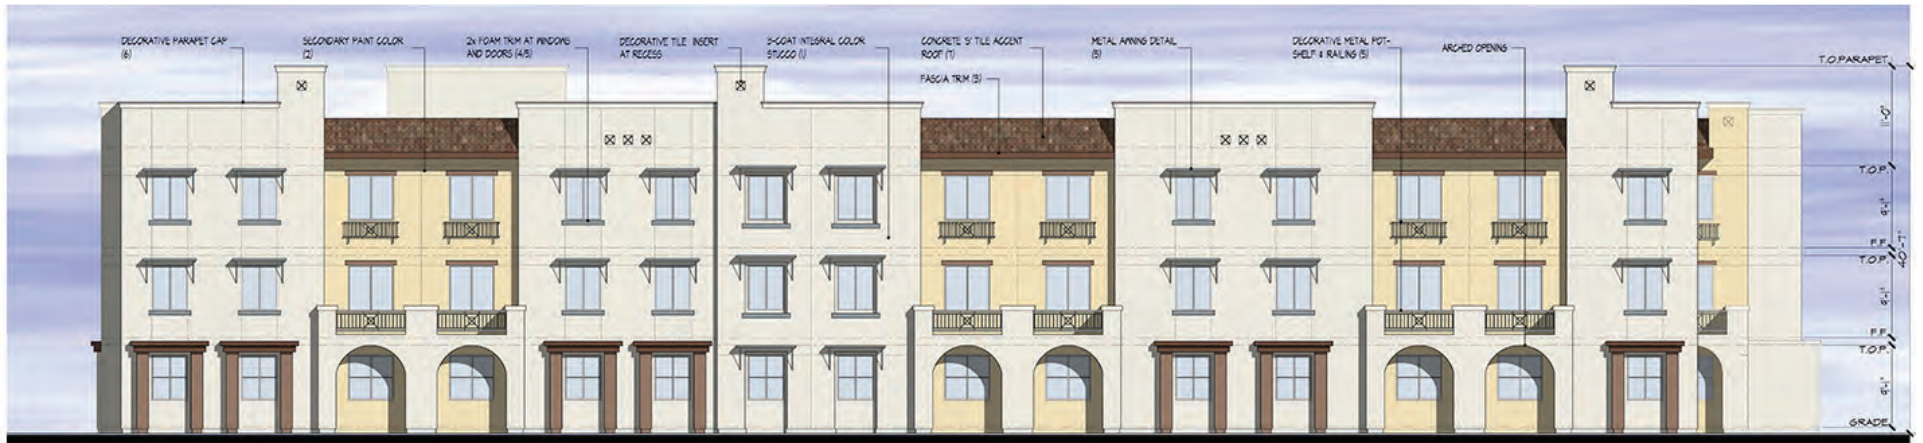 DECORATIVE PARAPET CAP
(6)
SECONDARY PAINT COLOR
(2)
2x FOAM TRIM AT WINDOWS
AND DOORS (4/5)
DECORATIVE TILE INSERT
AT RECESS
3-COAT INTEGRAL COLOR
STUCCO (1)
CONCRETE 'S' TILE ACCENT
ROOF (7)
FASCIA TRIM (3)
METAL AWNING DETAIL
(5)
DECORATIVE METAL POT-
SHELF & RAILING (5)
ARCHED OPENING
T.O.PARAPET
11'-0"
T.O.P.
9'-1"
F.F.
40'-7"
T.O.P.
9'-1"
F.F.
T.O.P.
9'-1"
GRADE